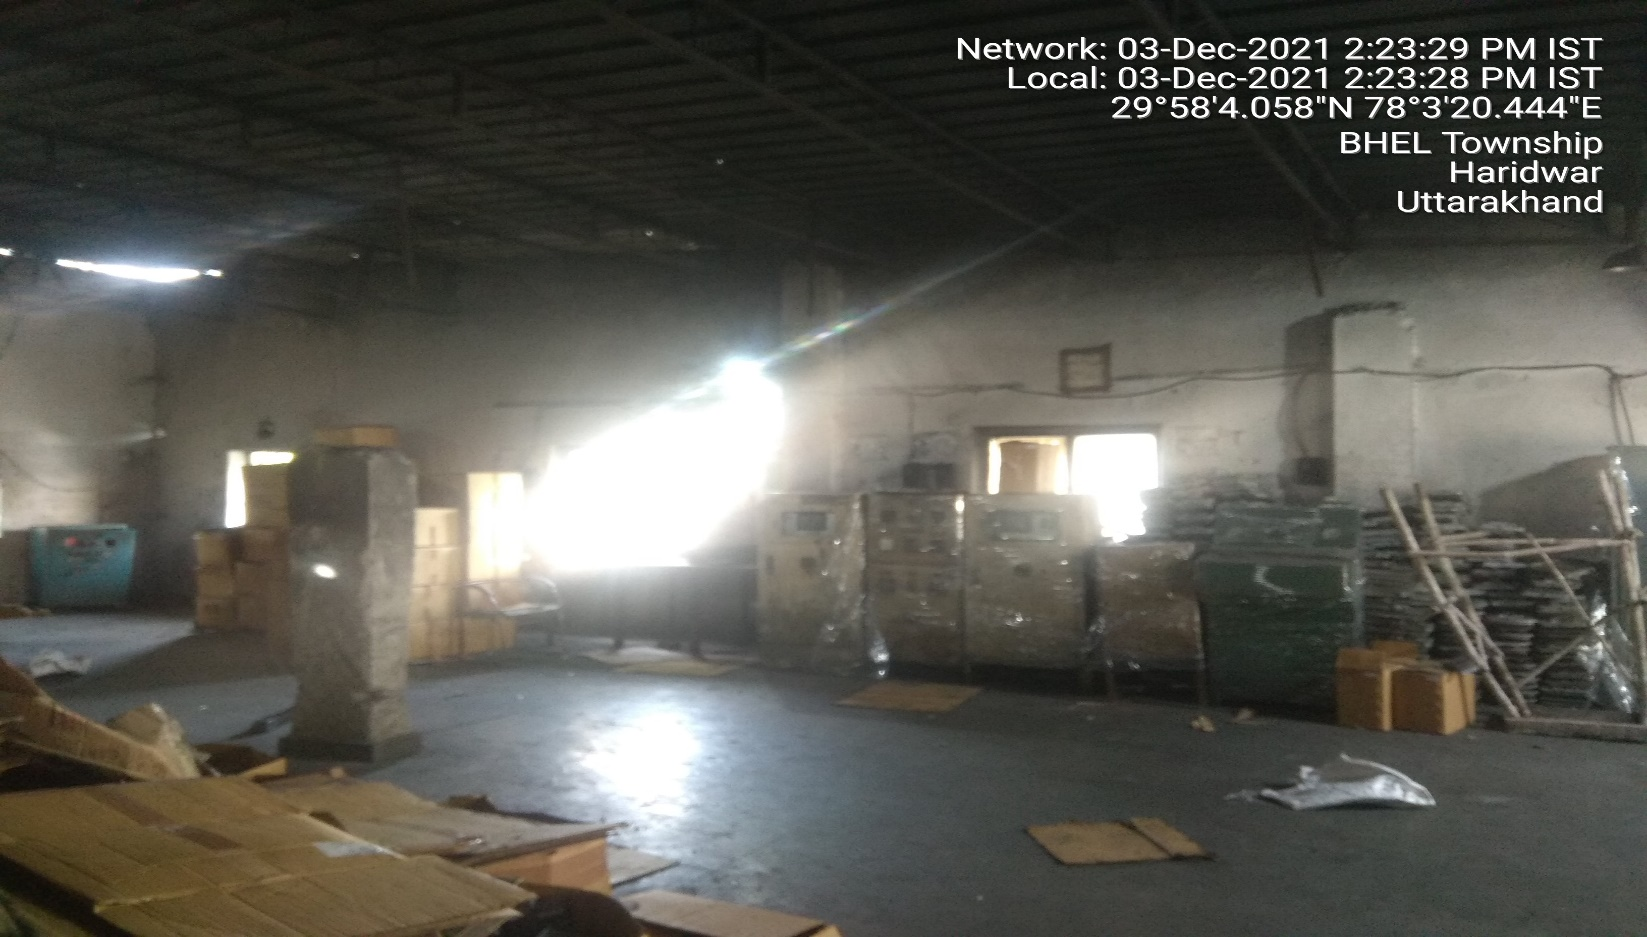 Network: 03-Dec-2021 2:23:29 PM IST
Local: 03-Dec-2021 2:23:28 PM IST
29°58'4.058"N 78°3'20.444"E
BHEL Township
Haridwar
Uttarakhand